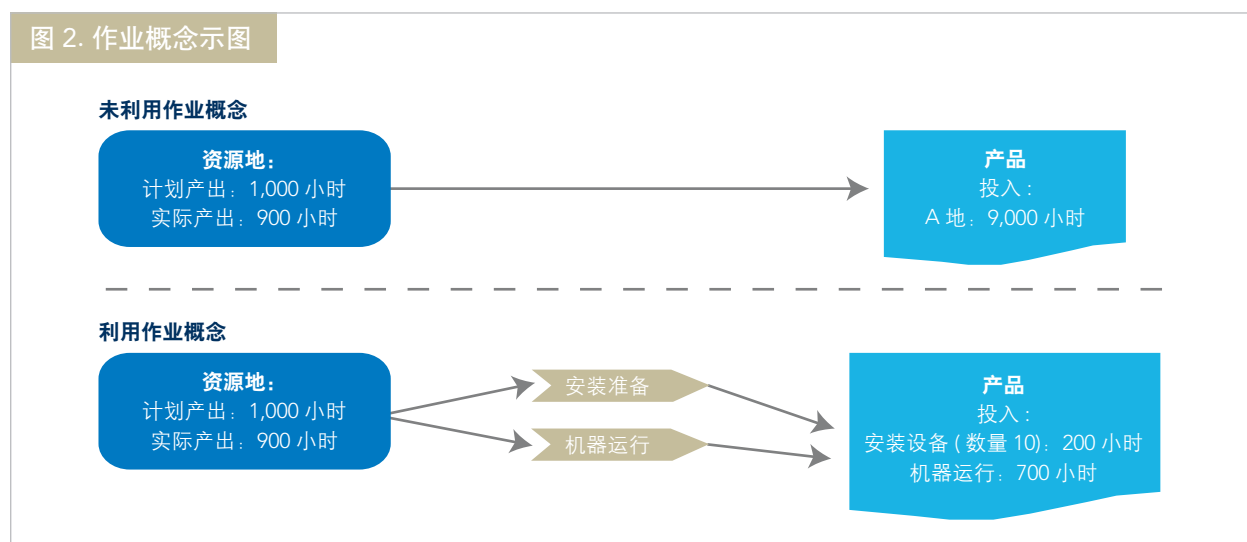 图 2. 作业概念示图
未利用作业概念
资源地：
计划产出：1,000 小时
实际产出：900 小时
产品
投入 :
A 地：9,000 小时
利用作业概念
资源地：
计划产出：1,000 小时
实际产出：900 小时
安装准备
机器运行
产品
投入 :
安装设备 ( 数量 10)：200 小时
机器运行：700 小时